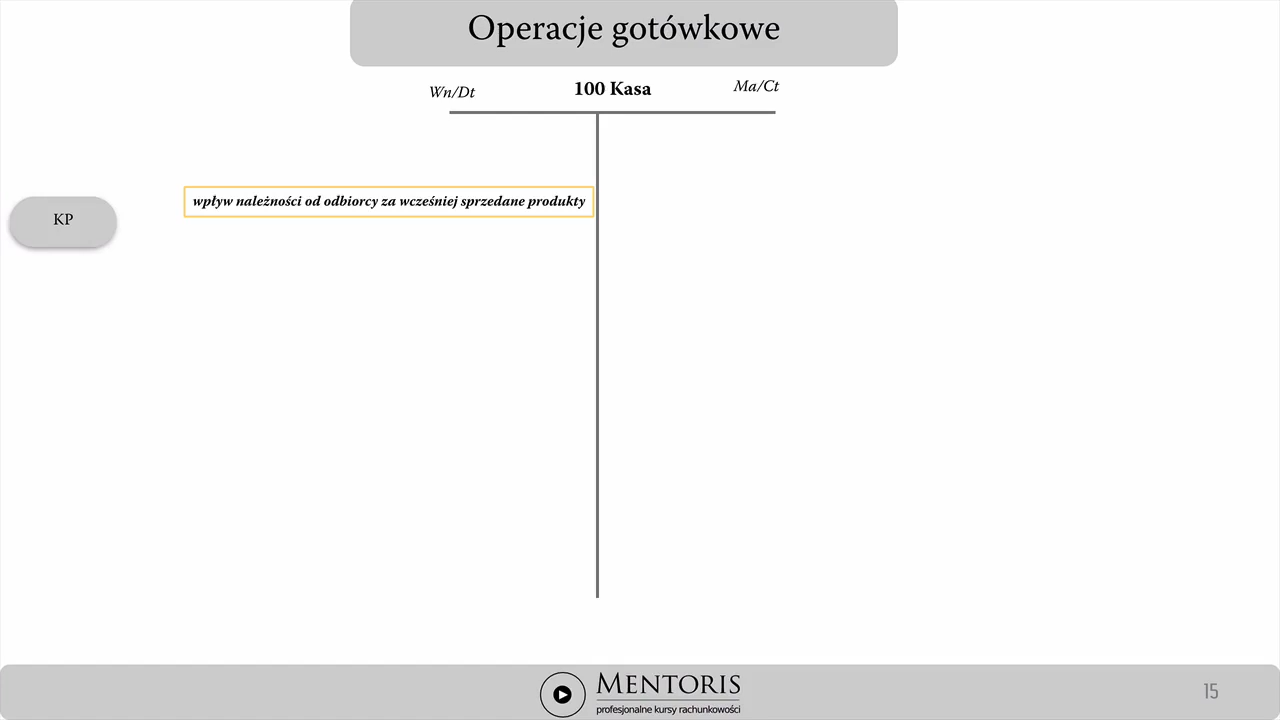 Operacje gotówkowe
Wn/Dt
100 Kasa
Ma/Ct
wpływ należności od odbiorcy za wcześniej sprzedane produkty
KP
MENTORIS
profesjonalne kursy rachunkowości
15